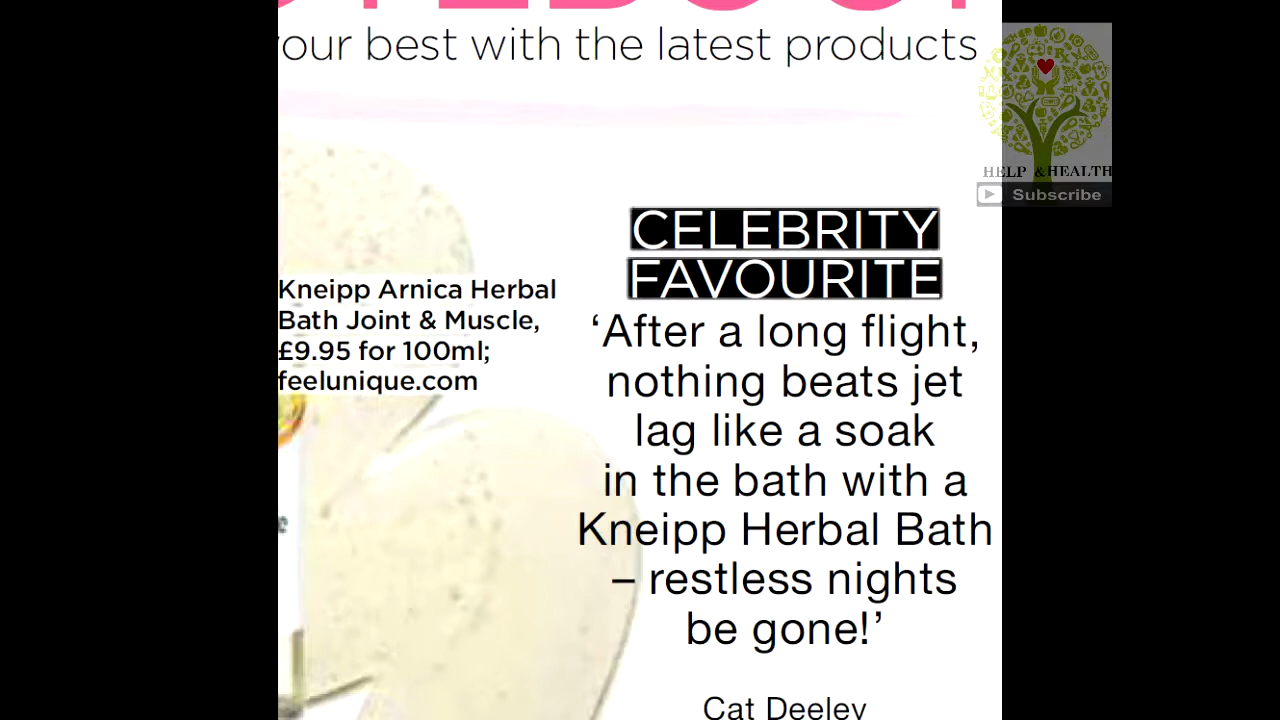 our best with the latest products
HELP & HEALTH
Subscribe
CELEBRITY
FAVOURITE
Kneipp Arnica Herbal
Bath Joint & Muscle,
£9.95 for 100ml;
feelunique.com
‘After a long flight,
nothing beats jet
lag like a soak
in the bath with a
Kneipp Herbal Bath
– restless nights
be gone!’
Cat Deeley